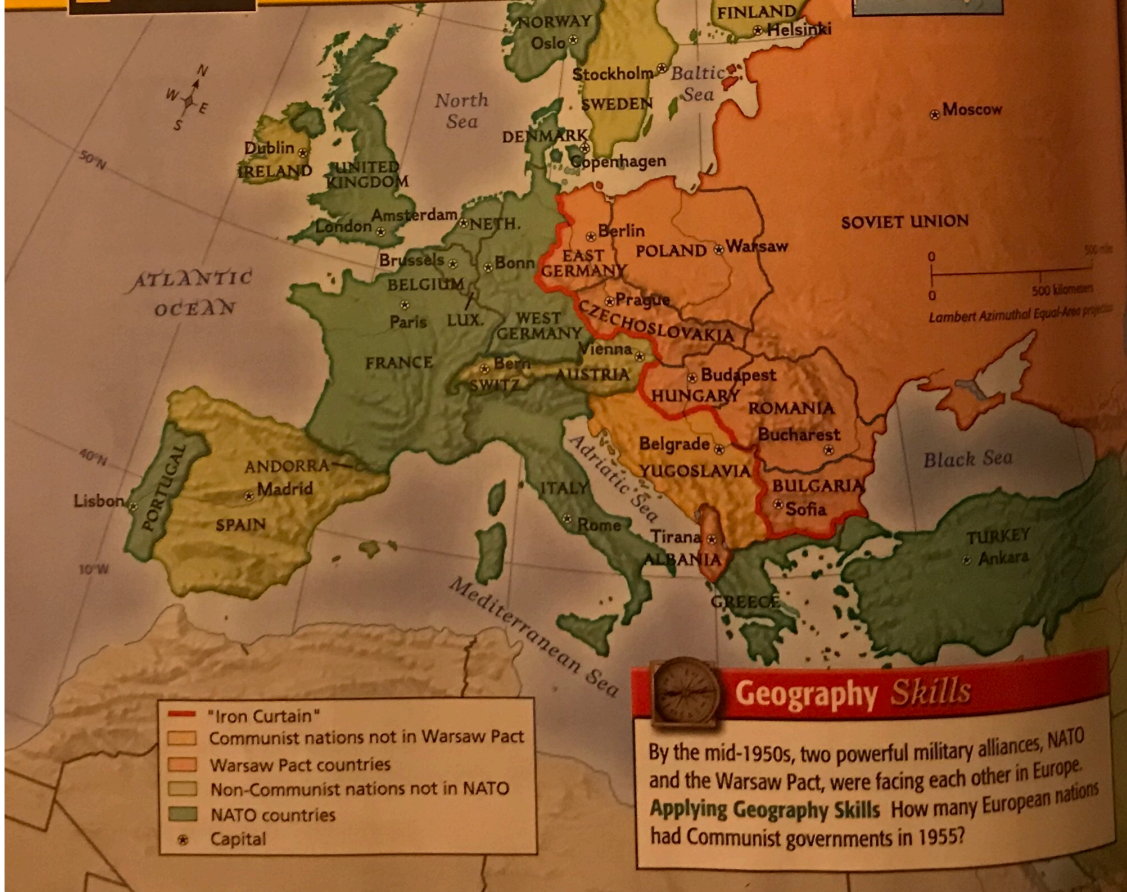 NORWAY
Oslo
FINLAND
Helsinki
Stockholm
SWEDEN
Baltic
Sea
North
Sea
Moscow
N
W
E
S
DENMARK
Copenhagen
50°N
Dublin
IRELAND
UNITED
KINGDOM
London
Amsterdam
NETH.
Berlin
EAST
GERMANY
POLAND
Warsaw
SOVIET UNION
0
500 miles
0
500 kilometers
Lambert Azimuthal Equal-Area projection
ATLANTIC
OCEAN
Brussels
BELGIUM
Bonn
Paris
LUX.
WEST
GERMANY
Prague
CZECHOSLOVAKIA
FRANCE
Bern
SWITZ.
Vienna
AUSTRIA
Budapest
HUNGARY
ROMANIA
Bucharest
Belgrade
YUGOSLAVIA
BULGARIA
Sofia
Black Sea
40°N
Lisbon
PORTUGAL
ANDORRA
Madrid
SPAIN
Adriatic Sea
ITALY
Rome
Tirana
ALBANIA
GREECE
TURKEY
Ankara
10°W
Mediterranean Sea
"Iron Curtain"
Communist nations not in Warsaw Pact
Warsaw Pact countries
Non-Communist nations not in NATO
NATO countries
Capital
Geography Skills
By the mid-1950s, two powerful military alliances, NATO
and the Warsaw Pact, were facing each other in Europe.
Applying Geography Skills How many European nations
had Communist governments in 1955?